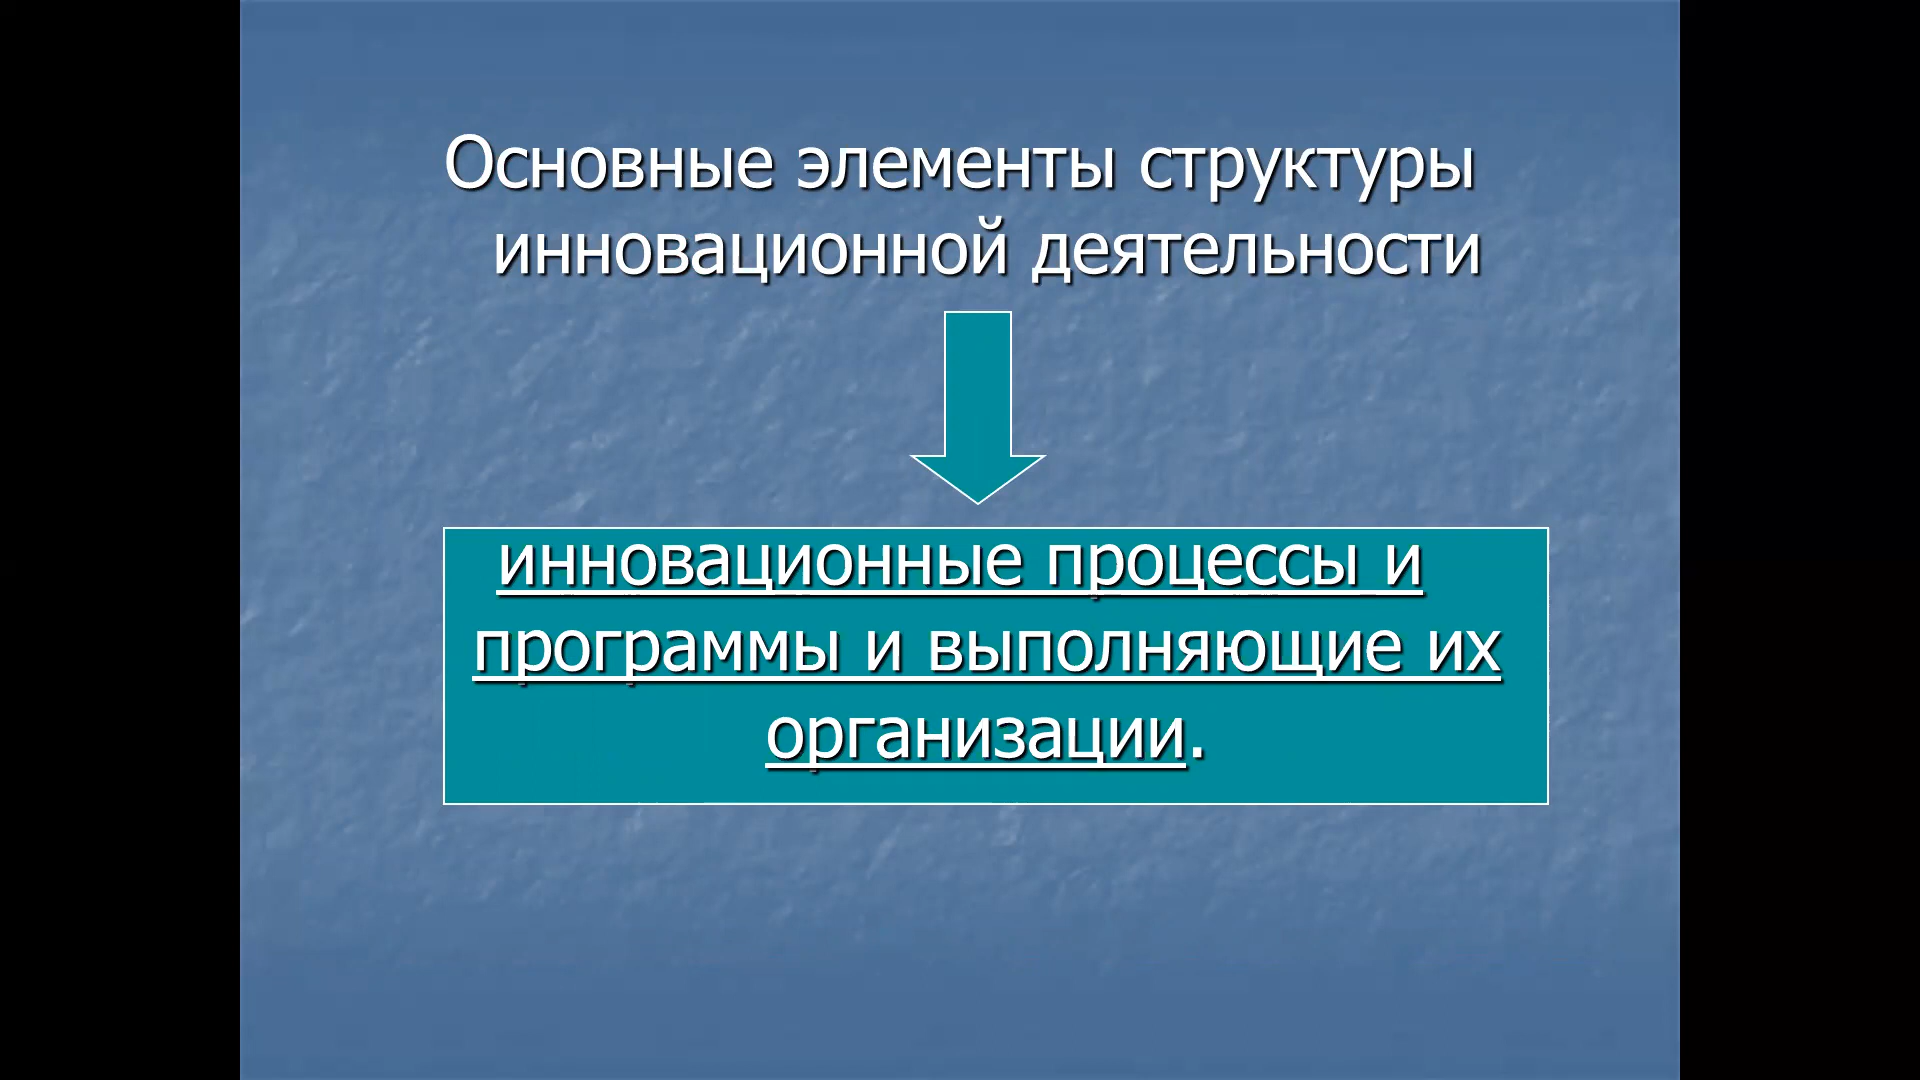 Основные элементы структуры
инновационной деятельности
инновационные процессы и
программы и выполняющие их
организации.